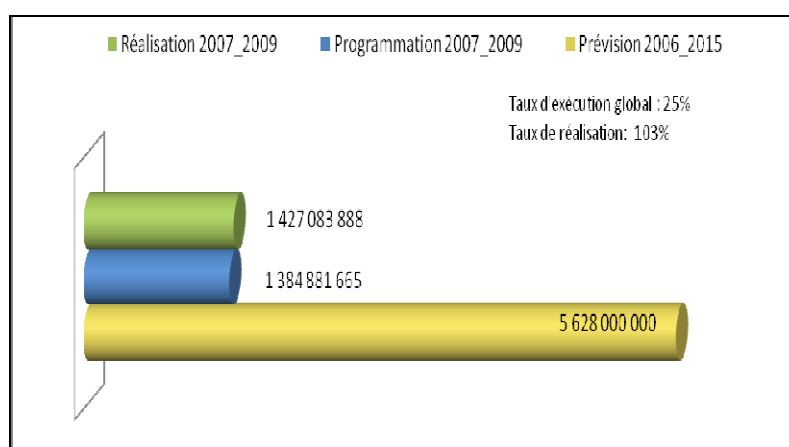 Réalisation 2007_2009 Programmation 2007_2009 Prévision 2006_2015
Taux d'exécution global : 25%
Taux de réalisation: 103%
1 427 083 888
1 384 881 665
5 628 000 000